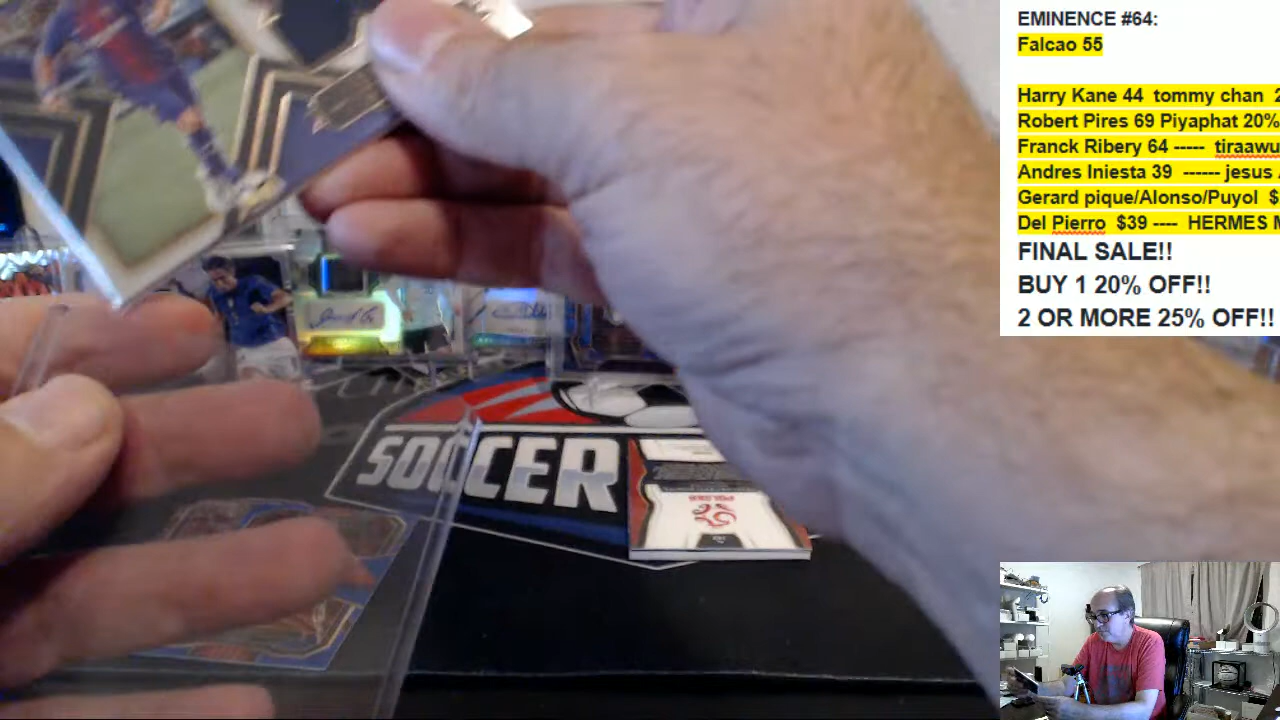 EMINENCE #64:
Falcao 55
Harry Kane 44 tommy chan 2
Robert Pires 69 Piyaphat 20%
Franck Ribery 64 ----- tiraawu
Andres Iniesta 39 ------ jesus
Gerard pique/Alonso/Puyol $
Del Pierro $39 ---- HERMES M
FINAL SALE!!
BUY 1 20% OFF!!
2 OR MORE 25% OFF!!
SOCCER
POLSKA